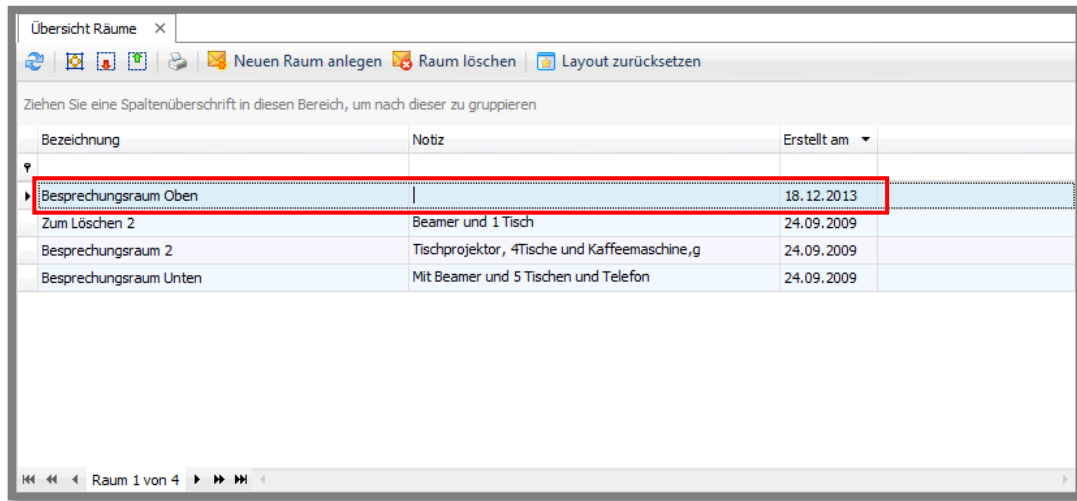 Übersicht Räume
Neuen Raum anlegen Raum löschen Layout zurücksetzen
Ziehen Sie eine Spaltenüberschrift in diesen Bereich, um nach dieser zu gruppieren
Bezeichnung Notiz Erstellt am
Besprechungsraum Oben 18.12.2013
Zum Löschen 2 Beamer und 1 Tisch 24.09.2009
Besprechungsraum 2 Tischprojektor, 4Tische und Kaffeemaschine,g 24.09.2009
Besprechungsraum Unten Mit Beamer und 5 Tischen und Telefon 24.09.2009
Raum 1 von 4